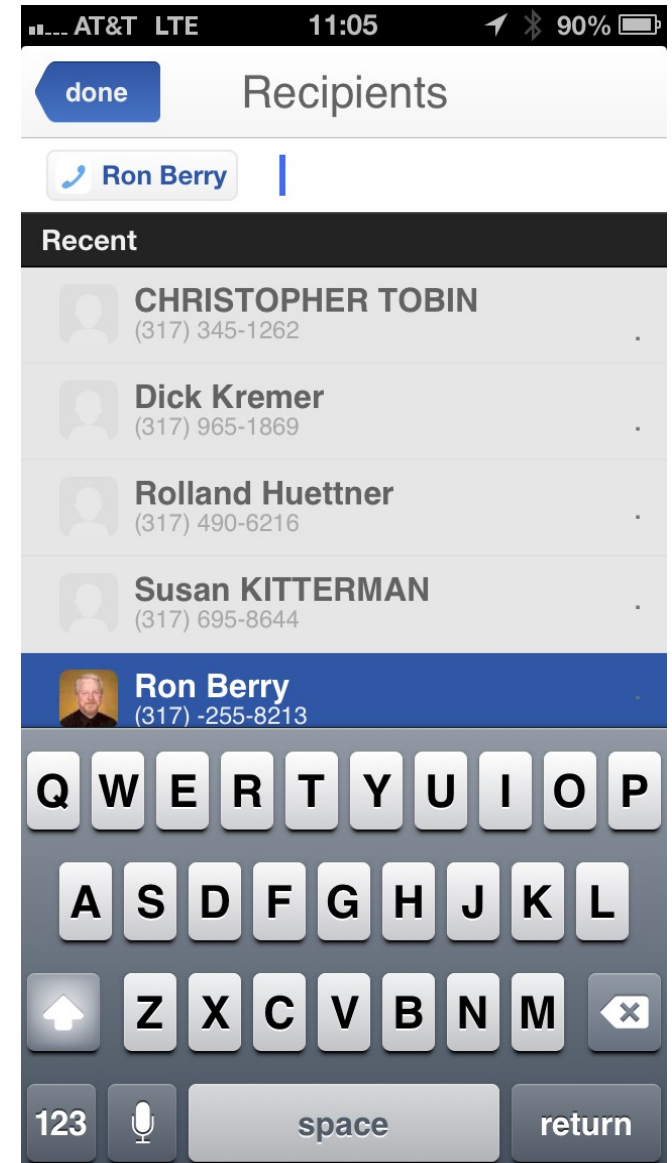 AT&T LTE 11:05 90%
done Recipients
Ron Berry
Recent
CHRISTOPHER TOBIN
(317) 345-1262
Dick Kremer
(317) 965-1869
Rolland Huettner
(317) 490-6216
Susan KITTERMAN
(317) 695-8644
Ron Berry
(317) -255-8213
Q W E R T Y U I O P
A S D F G H J K L
Z X C V B N M
123 space return